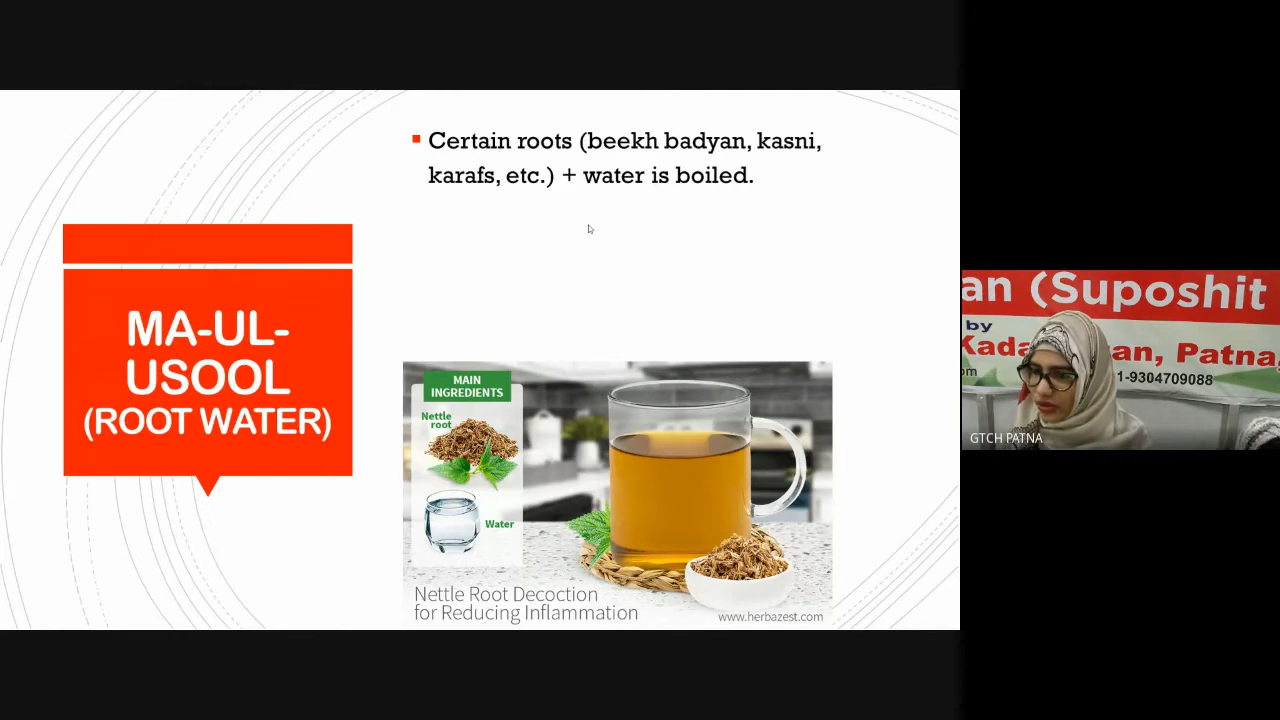 Certain roots (beekh badyan, kasni,
karafs, etc.) + water is boiled.
MA-UL-
USOOL
(ROOT WATER)
MAIN
INGREDIENTS
Nettle
root
Water
Nettle Root Decoction
for Reducing Inflammation
www.herbazest.com
an (Suposhit
by
Kada an, Patna,
om
1-9304709088
GTCH PATNA